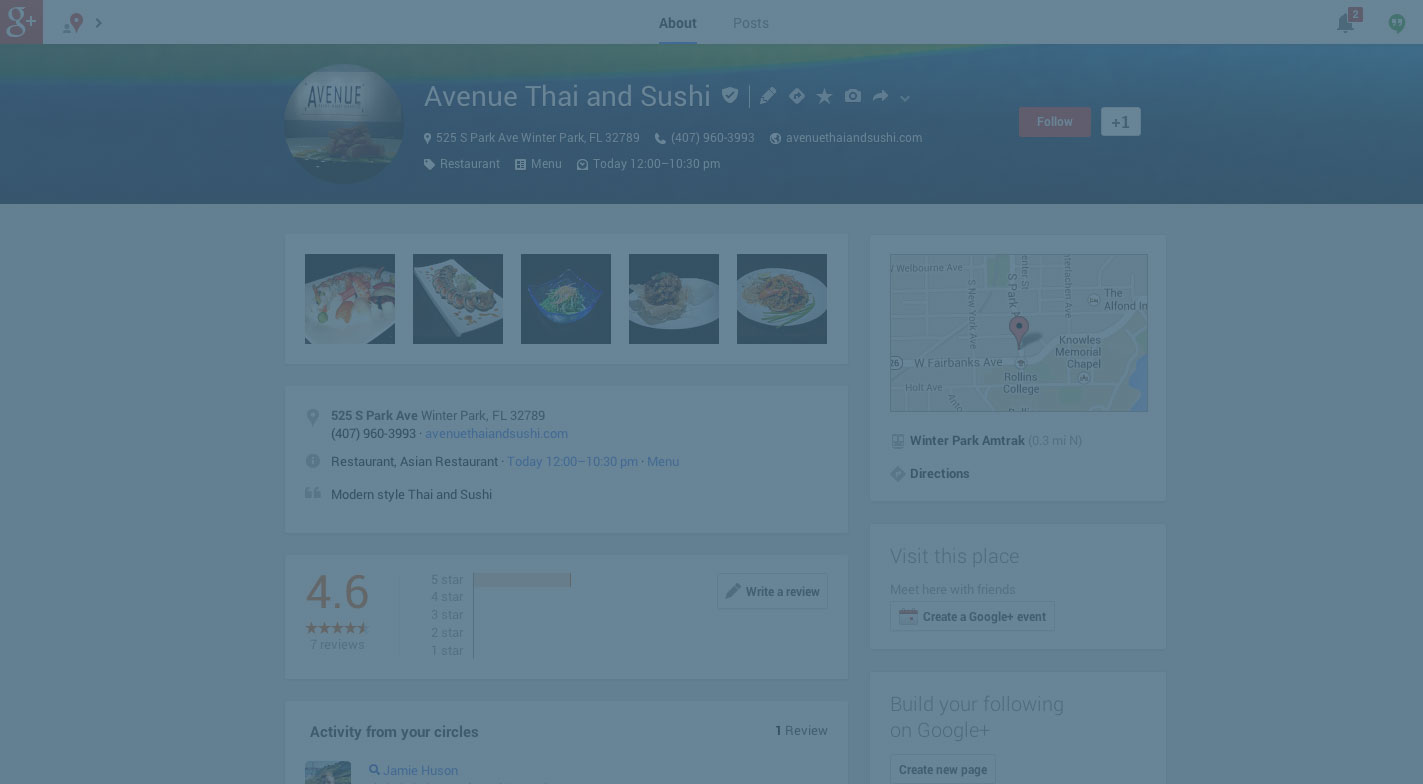 g+
About
Posts
2
AVENUE
Avenue Thai and Sushi
Follow
+1
525 S Park Ave Winter Park, FL 32789
(407) 960-3993
avenuethaiandsushi.com
Restaurant
Menu
Today 12:00–10:30 pm
W Welbourne Ave
S New York Ave
S Park A
enter St
terlachen Ave
The
Alfond In
Knowles
Memorial
Chapel
W Fairbanks Ave
Rollins
College
Holt Ave
525 S Park Ave Winter Park, FL 32789
(407) 960-3993 · avenuethaiandsushi.com
Restaurant, Asian Restaurant · Today 12:00–10:30 pm · Menu
Modern style Thai and Sushi
Winter Park Amtrak (0.3 mi N)
Directions
4.6
7 reviews
5 star
4 star
3 star
2 star
1 star
Write a review
Visit this place
Meet here with friends
Create a Google+ event
Activity from your circles
1 Review
Jamie Huson
Build your following
on Google+
Create new page